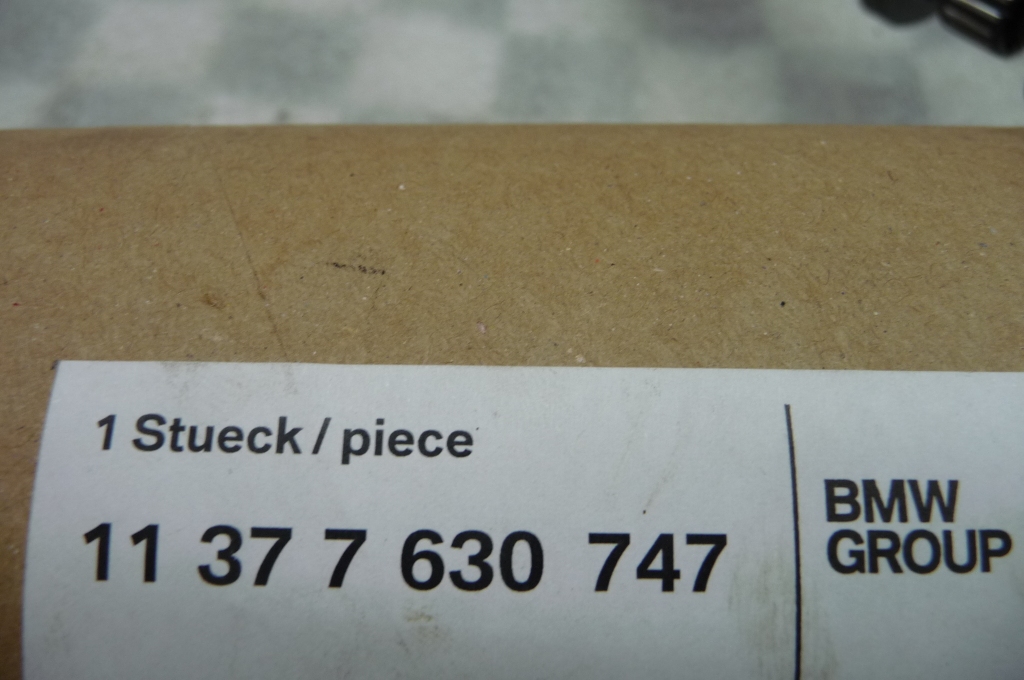 1 Stueck / piece
11 37 7 630 747
BMW
GROUP